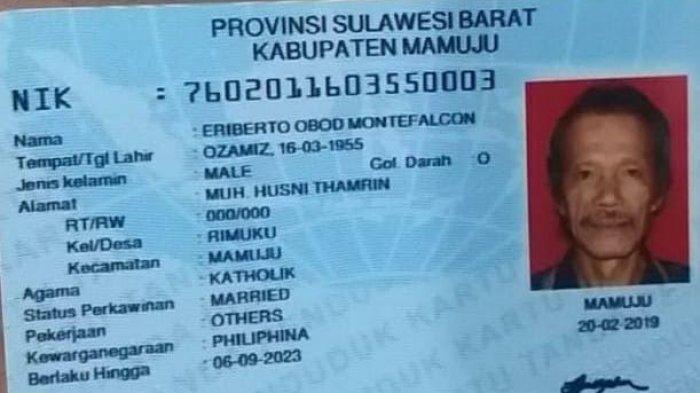 PROVINSI SULAWESI BARAT
KABUPATEN MAMUJU
NIK : 7602011603550003
Nama : ERIBERTO OBOD MONTEFALCON
Tempat/Tgl Lahir : OZAMIZ, 16-03-1955
Jenis kelamin : MALE Gol. Darah : O
Alamat : MUH. HUSNI THAMRIN
RT/RW : 000/000
Kel/Desa : RIMUKU
Kecamatan : MAMUJU
Agama : KATHOLIK
Status Perkawinan : MARRIED
Pekerjaan : OTHERS
Kewarganegaraan : PHILIPHINA
Berlaku Hingga : 06-09-2023
MAMUJU
20-02-2019